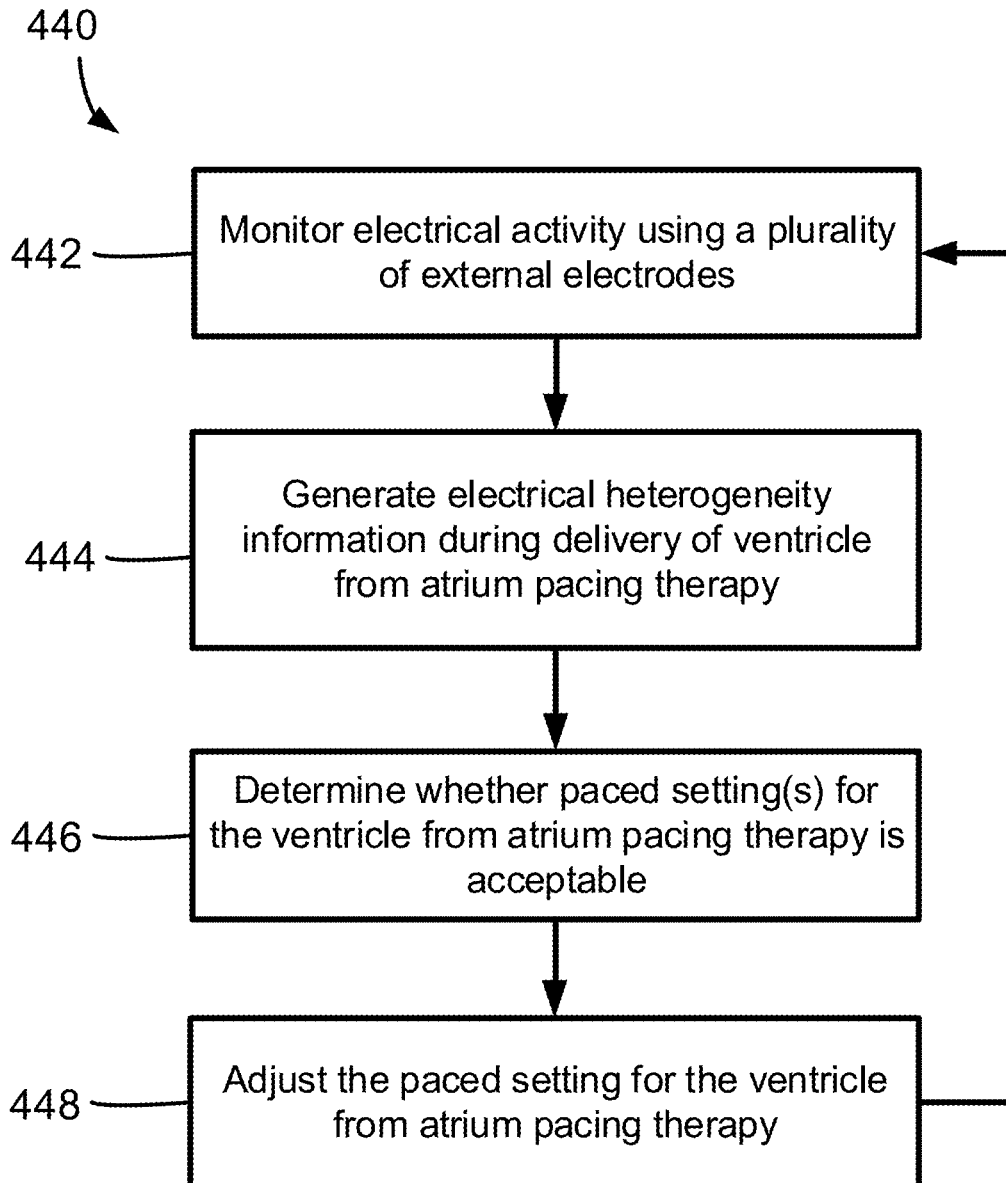 440
442
Monitor electrical activity using a plurality
of external electrodes
444
Generate electrical heterogeneity
information during delivery of ventricle
from atrium pacing therapy
446
Determine whether paced setting(s) for
the ventricle from atrium pacing therapy is
acceptable
448
Adjust the paced setting for the ventricle
from atrium pacing therapy